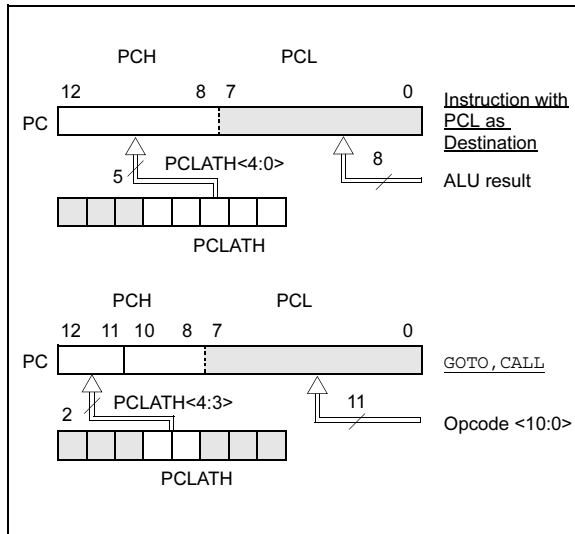 PCH PCL
12 8 7 0
PC
Instruction with
PCL as
Destination
5 PCLATH<4:0> 8
ALU result
PCLATH
PCH PCL
12 11 10 8 7 0
PC GOTO, CALL
2 PCLATH<4:3> 11
Opcode <10:0>
PCLATH